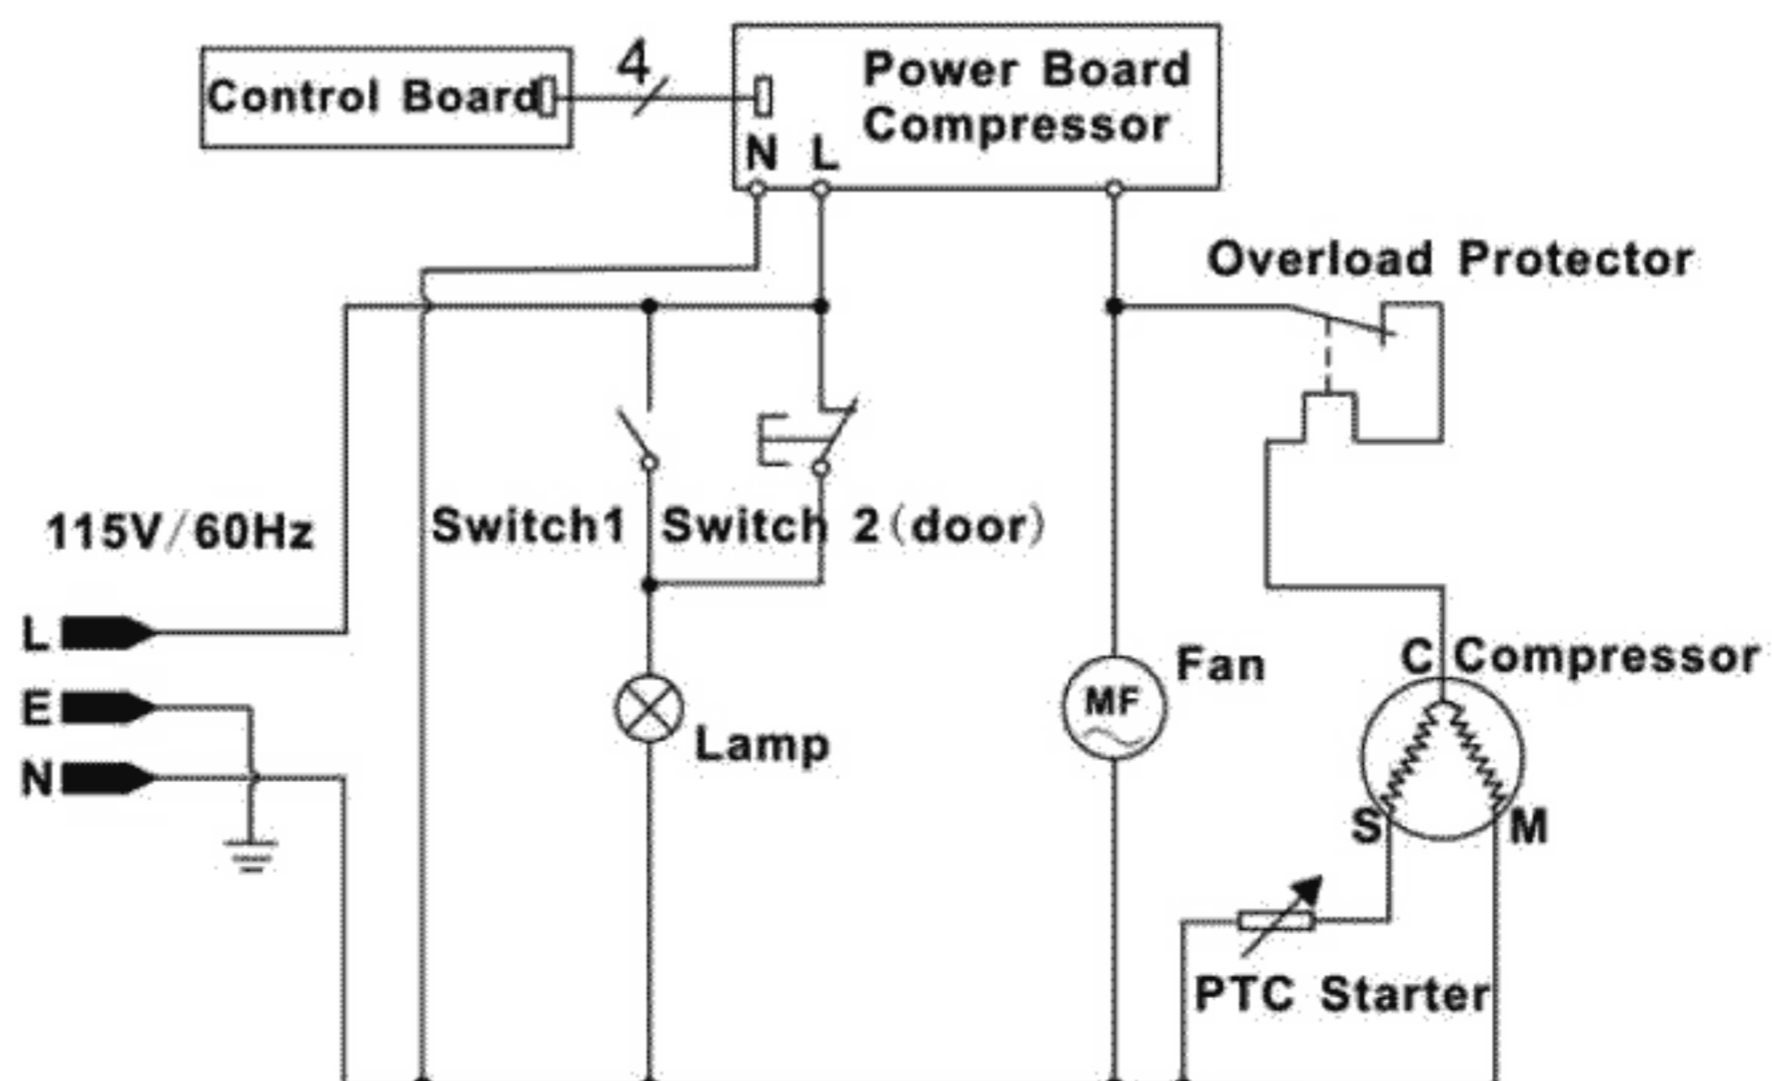 4
Power Board
Control Board
Compressor
N L
Overload Protector
115V/60Hz
Switch1
Switch 2(door)
L
C
Compressor
Fan
E
MF
Lamp
N
S
M
PTC Starter